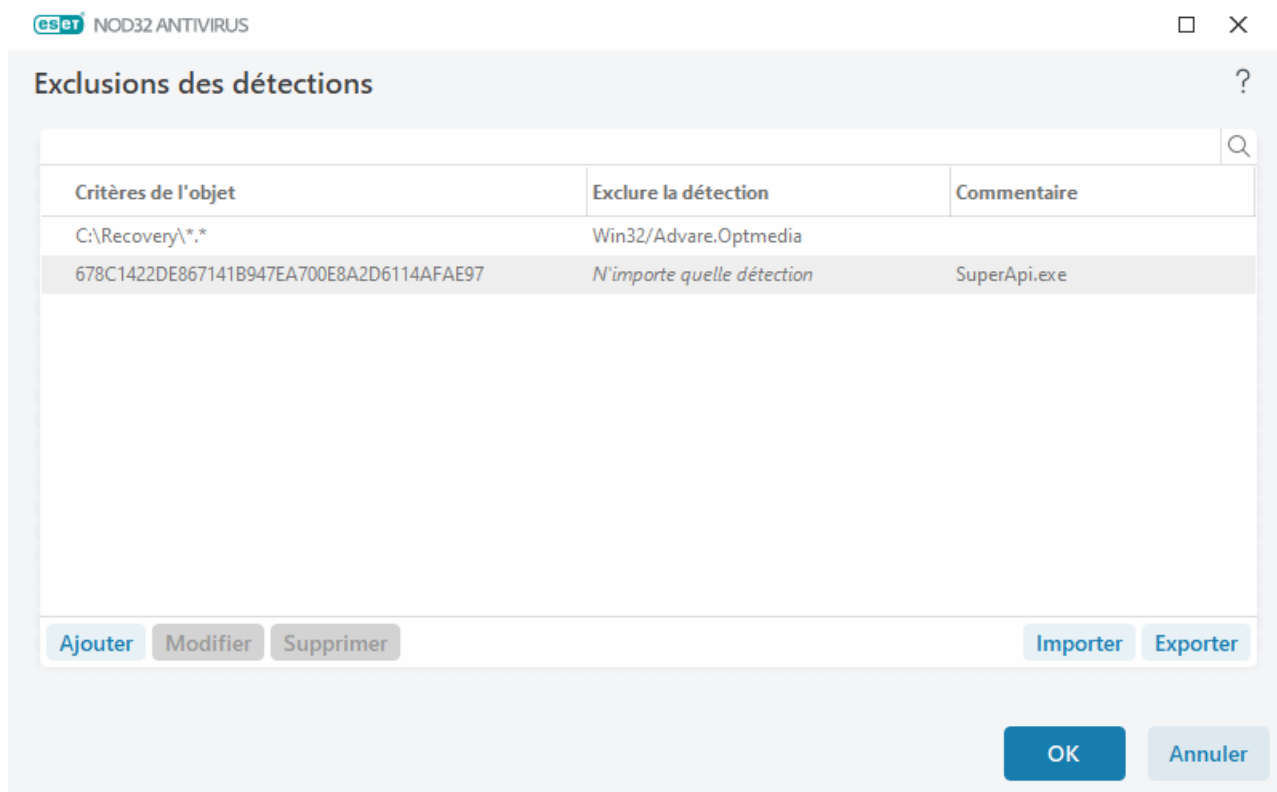 eset NOD32 ANTIVIRUS
Exclusions des détections ?
Critères de l'objet Exclure la détection Commentaire
C:\Recovery\*.* Win32/Advare.Optmedia
678C1422DE867141B947EA700E8A2D6114AFAE97 N'importe quelle détection SuperApi.exe
Ajouter Modifier Supprimer Importer Exporter
OK Annuler